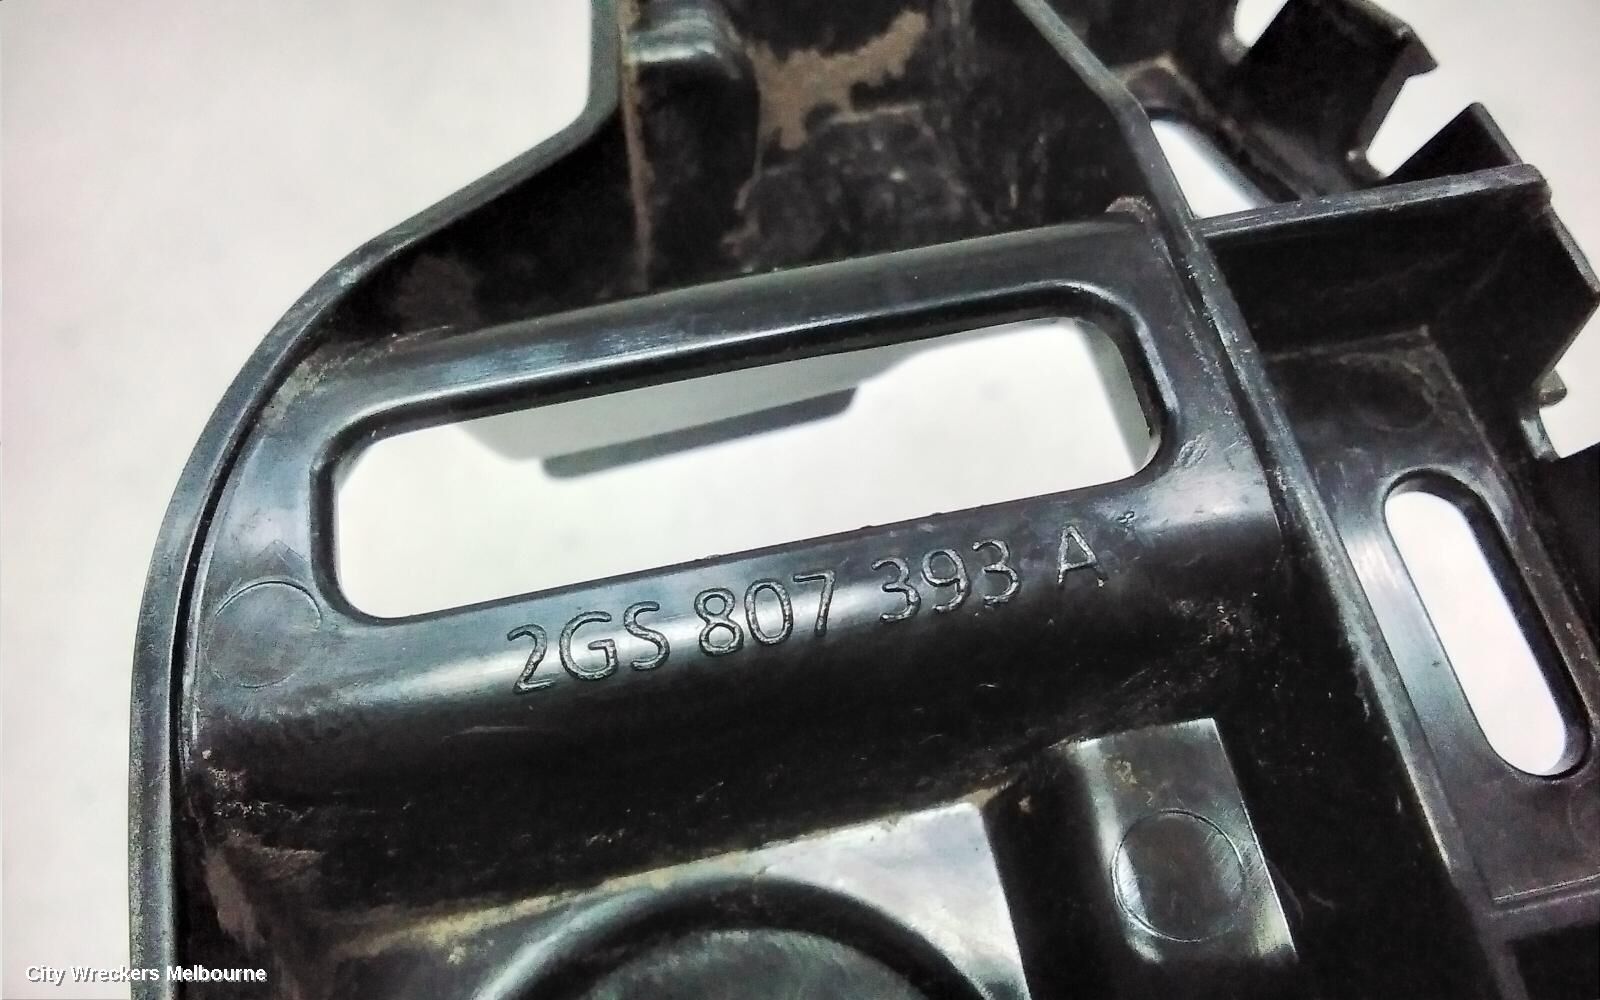 2GS 807 393 A
City Wreckers Melbourne